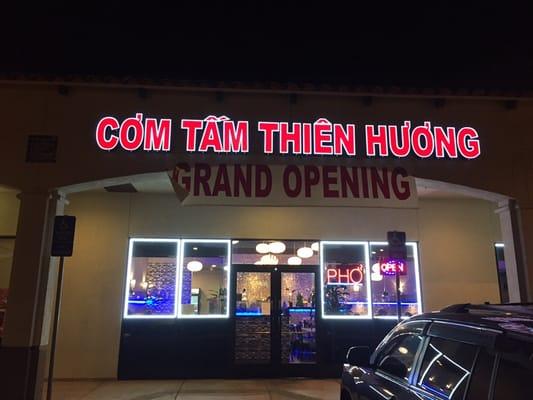 CƠM TẤM THIÊN HƯƠNG
GRAND OPENING
PHỞ
OPEN